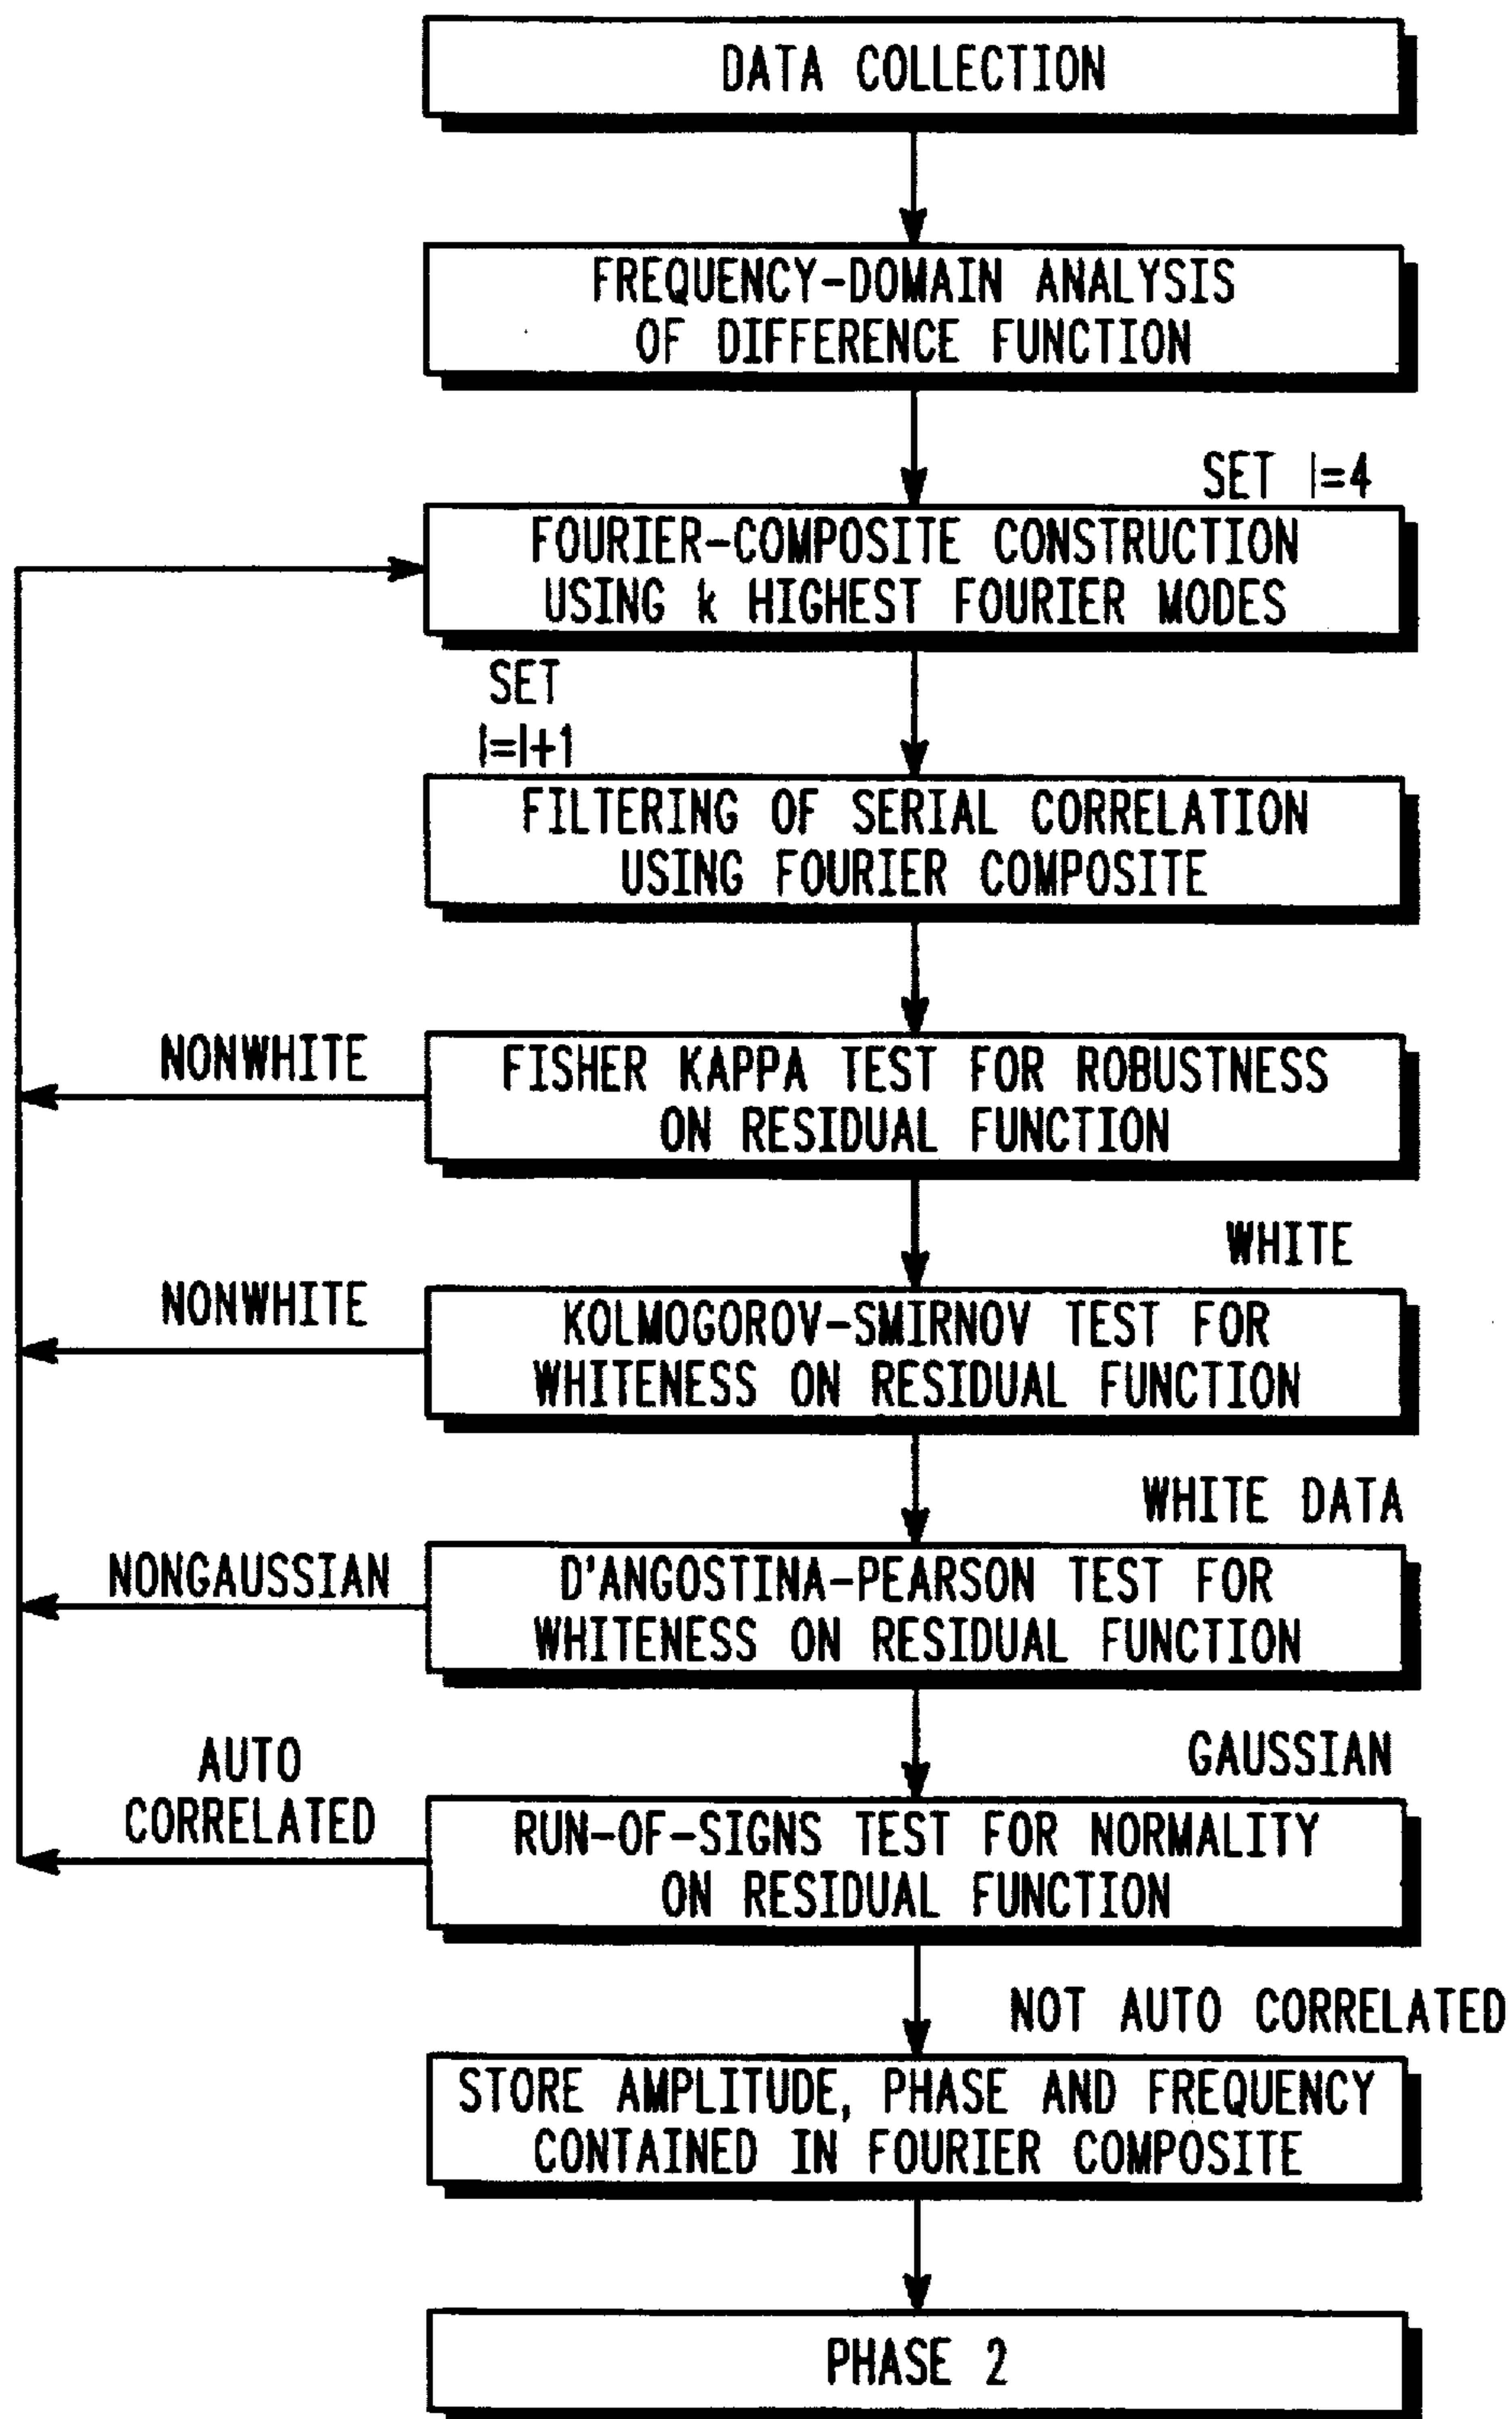 DATA COLLECTION
FREQUENCY-DOMAIN ANALYSIS
OF DIFFERENCE FUNCTION
SET l=4
FOURIER-COMPOSITE CONSTRUCTION
USING k HIGHEST FOURIER MODES
SET
l=l+1
FILTERING OF SERIAL CORRELATION
USING FOURIER COMPOSITE
NONWHITE
FISHER KAPPA TEST FOR ROBUSTNESS
ON RESIDUAL FUNCTION
WHITE
NONWHITE
KOLMOGOROV-SMIRNOV TEST FOR
WHITENESS ON RESIDUAL FUNCTION
WHITE DATA
NONGAUSSIAN
D'ANGOSTINA-PEARSON TEST FOR
WHITENESS ON RESIDUAL FUNCTION
GAUSSIAN
AUTO
CORRELATED
RUN-OF-SIGNS TEST FOR NORMALITY
ON RESIDUAL FUNCTION
NOT AUTO CORRELATED
STORE AMPLITUDE, PHASE AND FREQUENCY
CONTAINED IN FOURIER COMPOSITE
PHASE 2